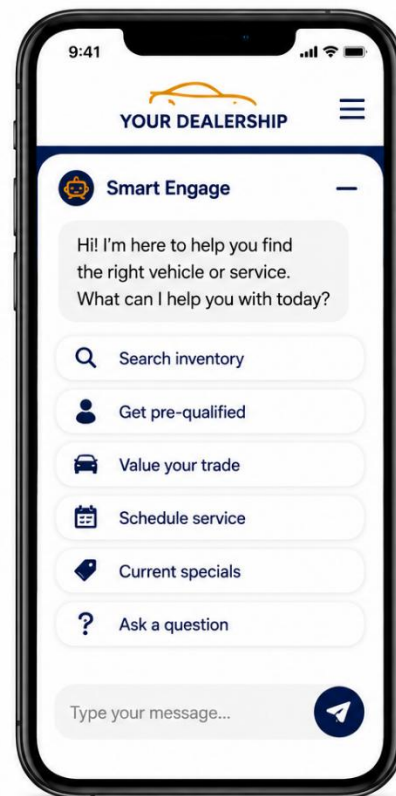 9:41
YOUR DEALERSHIP
Smart Engage
Hi! I'm here to help you find
the right vehicle or service.
What can I help you with today?
Search inventory
Get pre-qualified
Value your trade
Schedule service
Current specials
? Ask a question
Type your message...